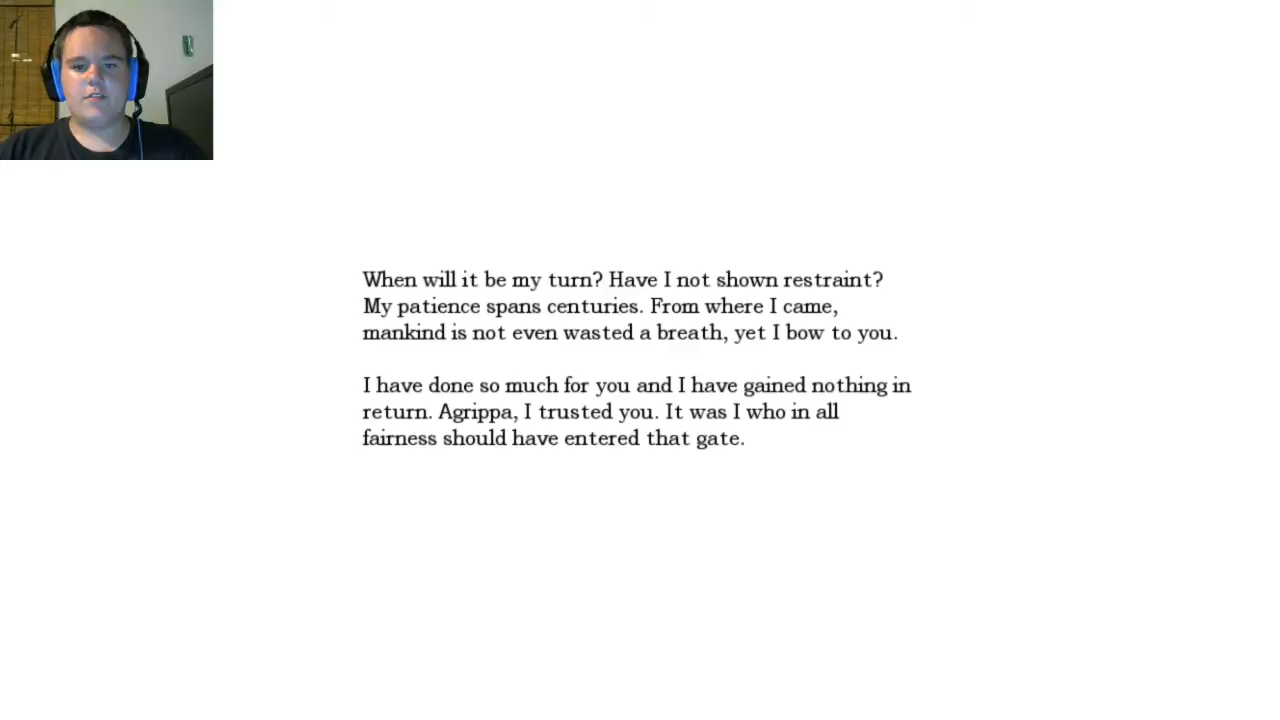 When will it be my turn? Have I not shown restraint?
My patience spans centuries. From where I came,
mankind is not even wasted a breath, yet I bow to you.
I have done so much for you and I have gained nothing in
return. Agrippa, I trusted you. It was I who in all
fairness should have entered that gate.